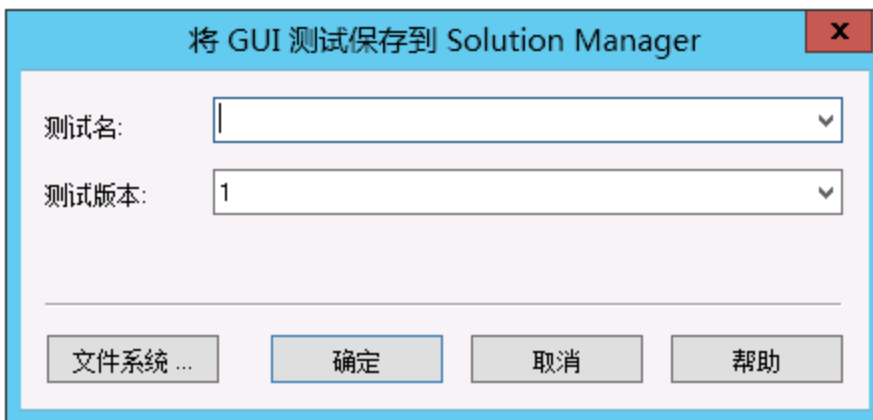 将 GUI 测试保存到 Solution Manager
x
测试名:
测试版本: 1
文件系统 ... 确定 取消 帮助